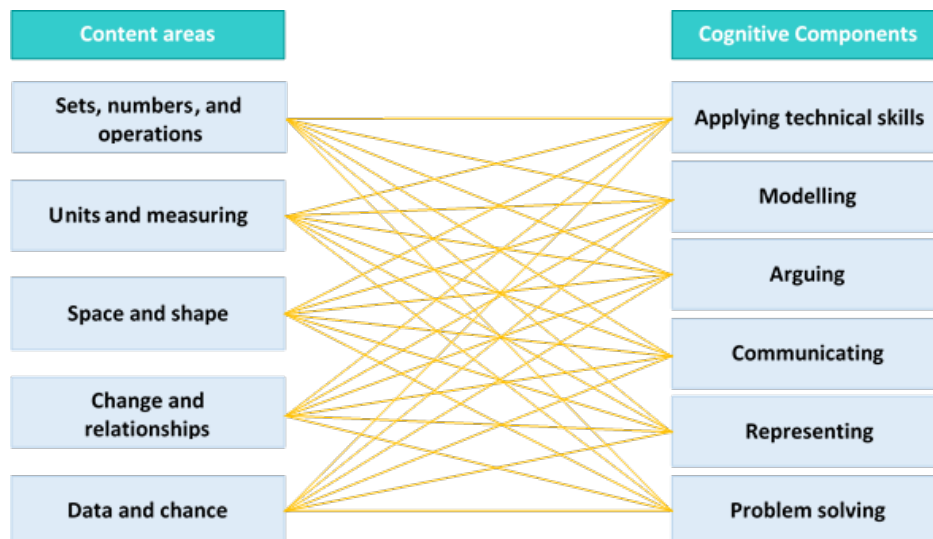 Content areas
Sets, numbers, and
operations
Units and measuring
Space and shape
Change and
relationships
Data and chance
Cognitive Components
Applying technical skills
Modelling
Arguing
Communicating
Representing
Problem solving